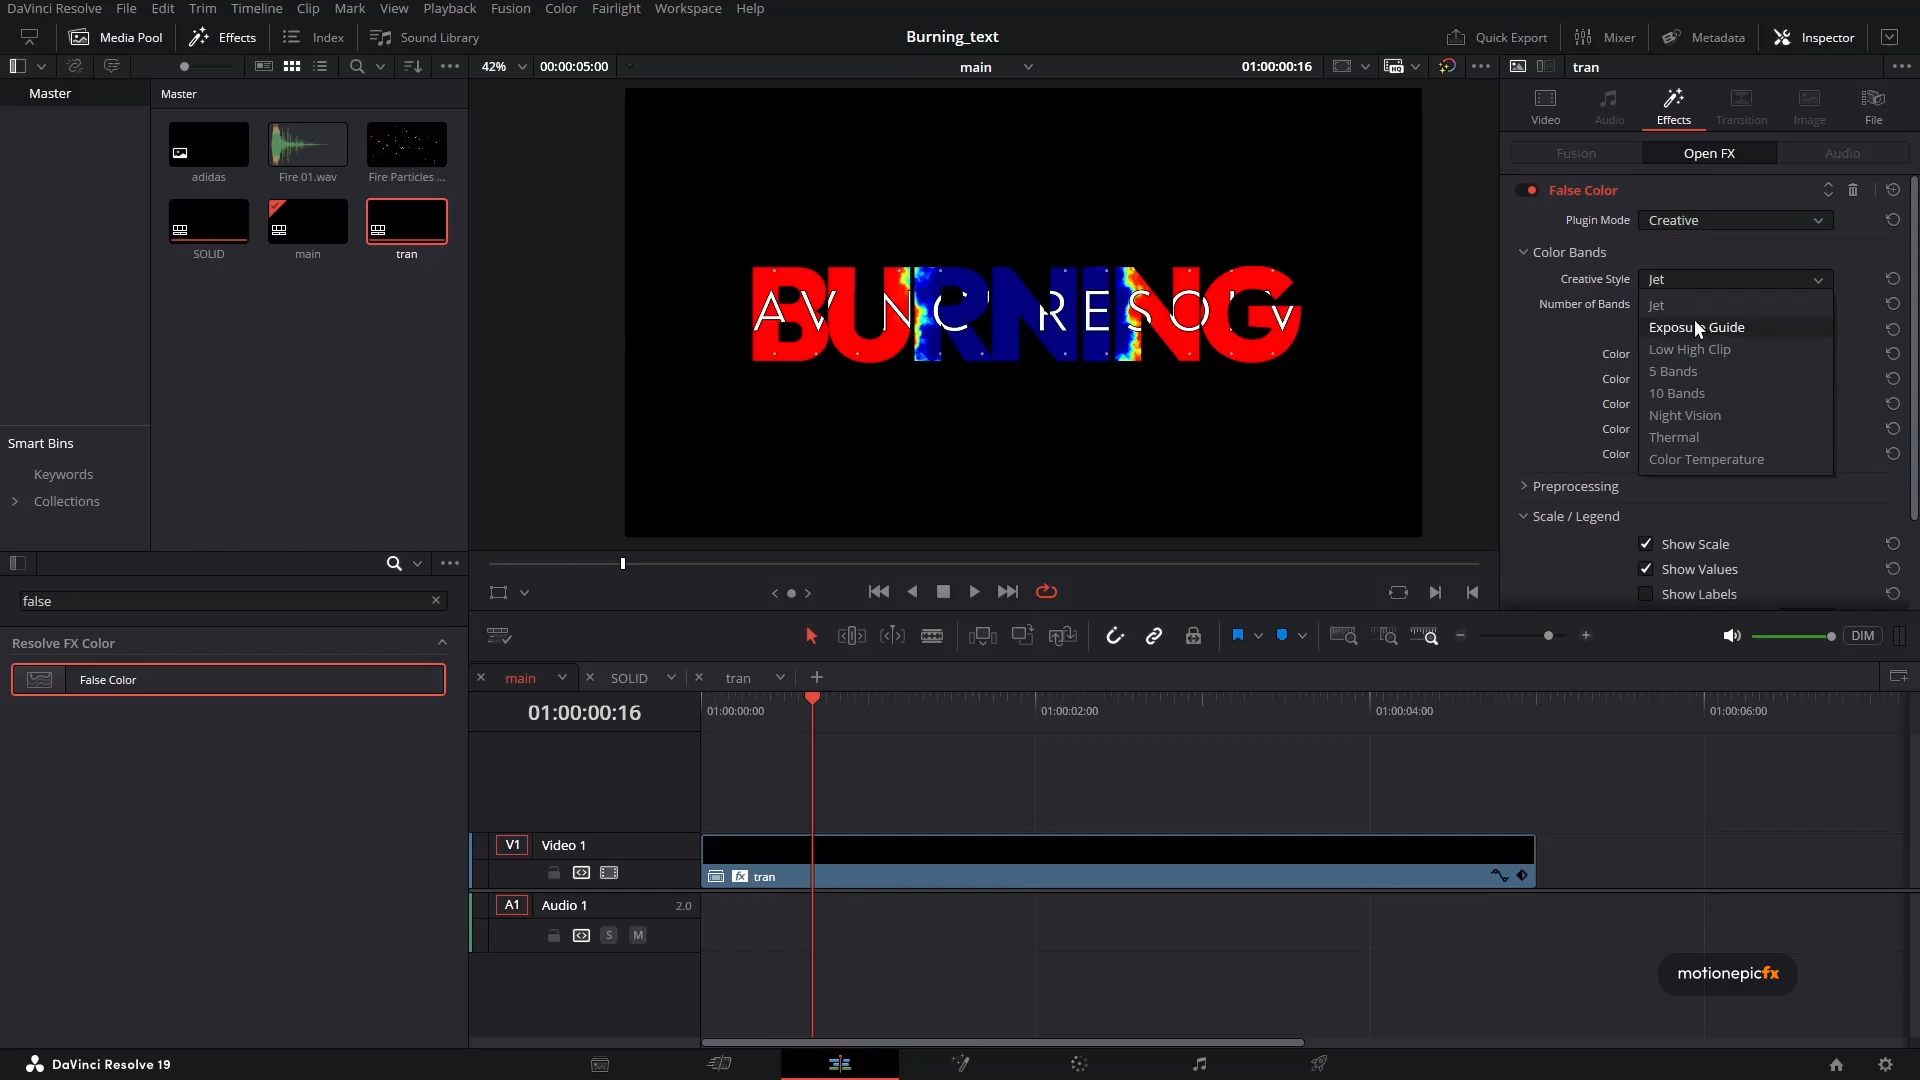 DaVinci Resolve File Edit Trim Timeline Clip Mark View Playback Fusion Color Fairlight Workspace Help
Media Pool Effects Index Sound Library Burning_text Quick Export Mixer Metadata Inspector
42% 00:00:05:00 main 01:00:00:16 tran
Master Master
adidas Fire 01.wav Fire Particles ...
SOLID main tran
Smart Bins
Keywords
Collections
BURNING
Video Audio Effects Transition Image File
Fusion Open FX Audio
False Color
Plugin Mode Creative
Color Bands
Creative Style Jet
Number of Bands
Jet
Exposure Guide
Low High Clip
5 Bands
10 Bands
Night Vision
Thermal
Color Temperature
Color
Color
Color
Color
Color
Preprocessing
Scale / Legend
Show Scale
Show Values
Show Labels
false
Resolve FX Color
False Color
DIM
main SOLID tran
01:00:00:16 01:00:00:00 01:00:02:00 01:00:04:00 01:00:06:00
V1 Video 1
fx tran
A1 Audio 1 2.0
S M
motionepicfx
DaVinci Resolve 19